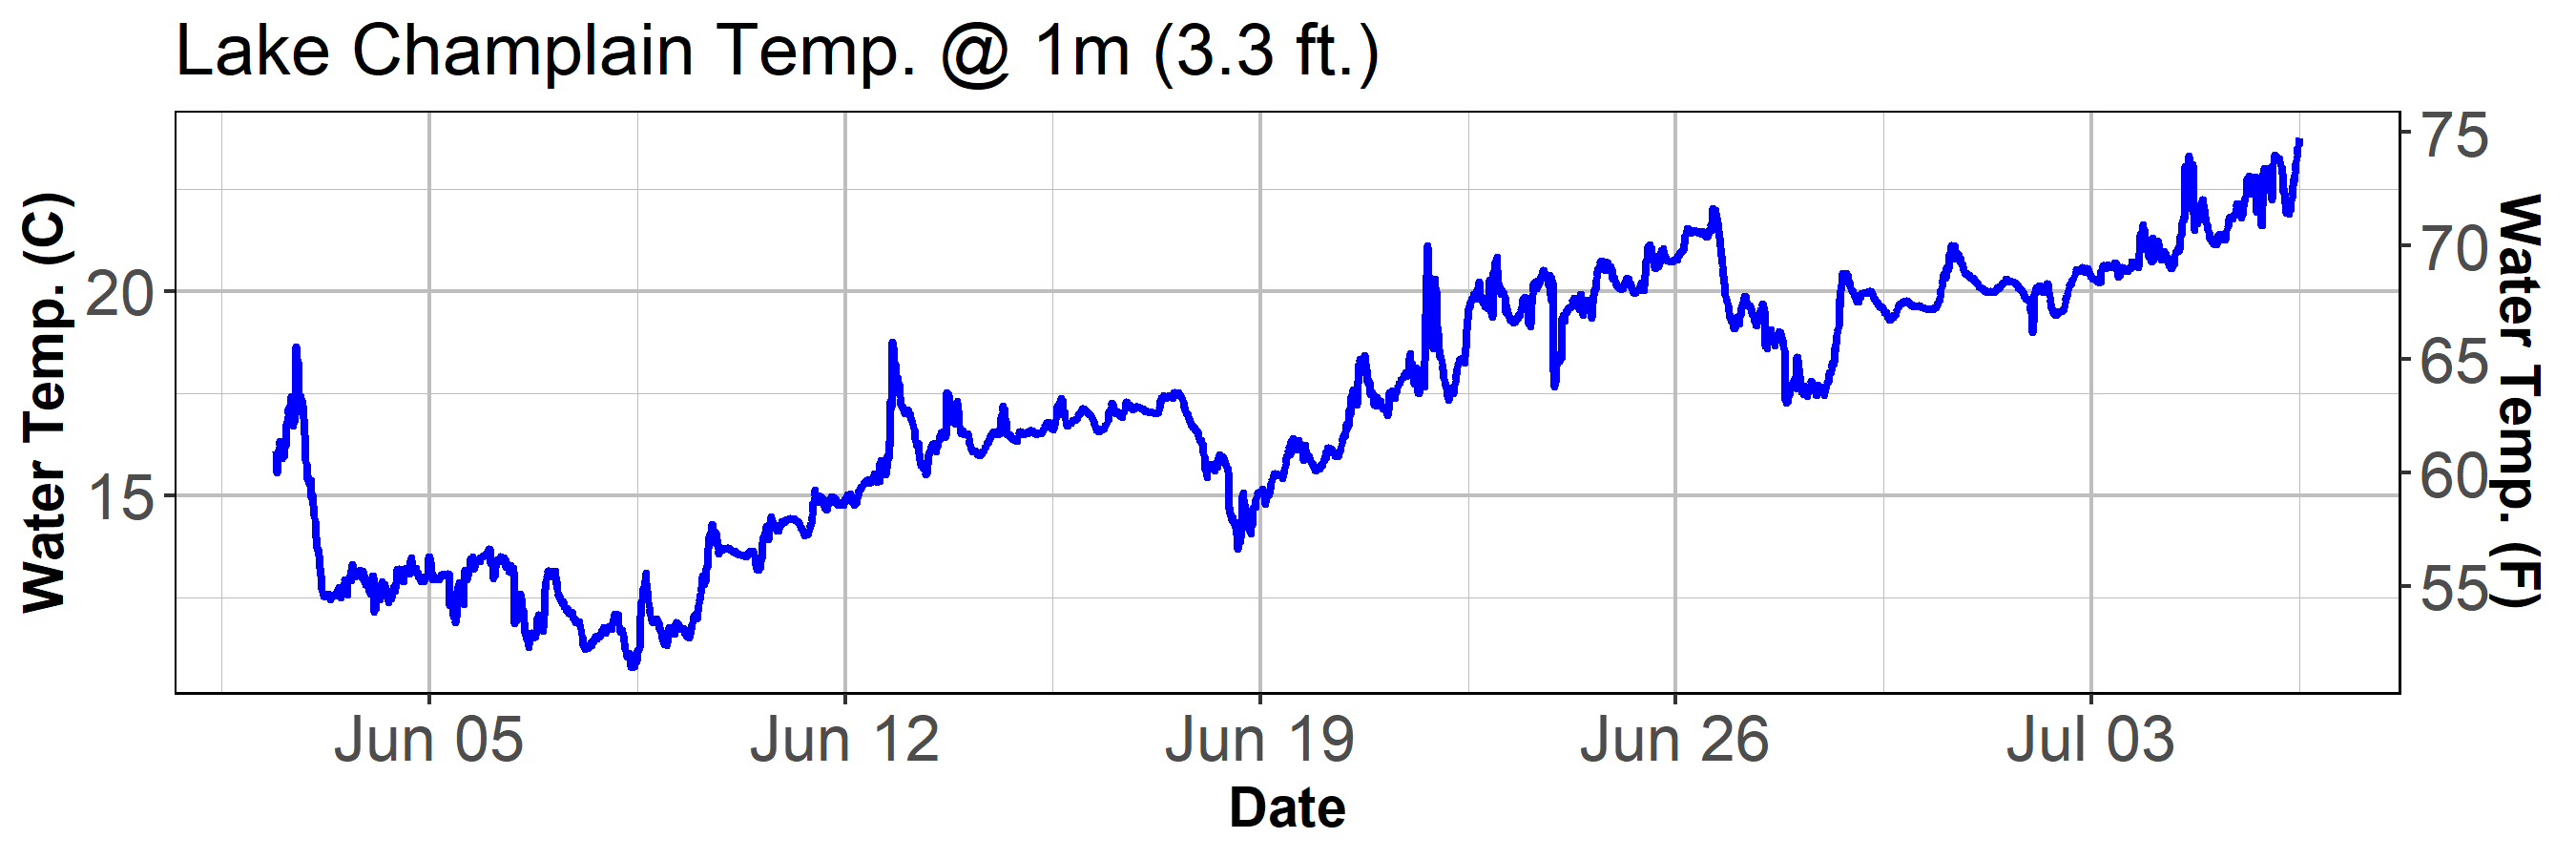 Lake Champlain Temp. @ 1m (3.3 ft.)
Water Temp. (C)
20
15
75
70
65
60
55
Water Temp. (F)
Jun 05
Jun 12
Jun 19
Jun 26
Jul 03
Date